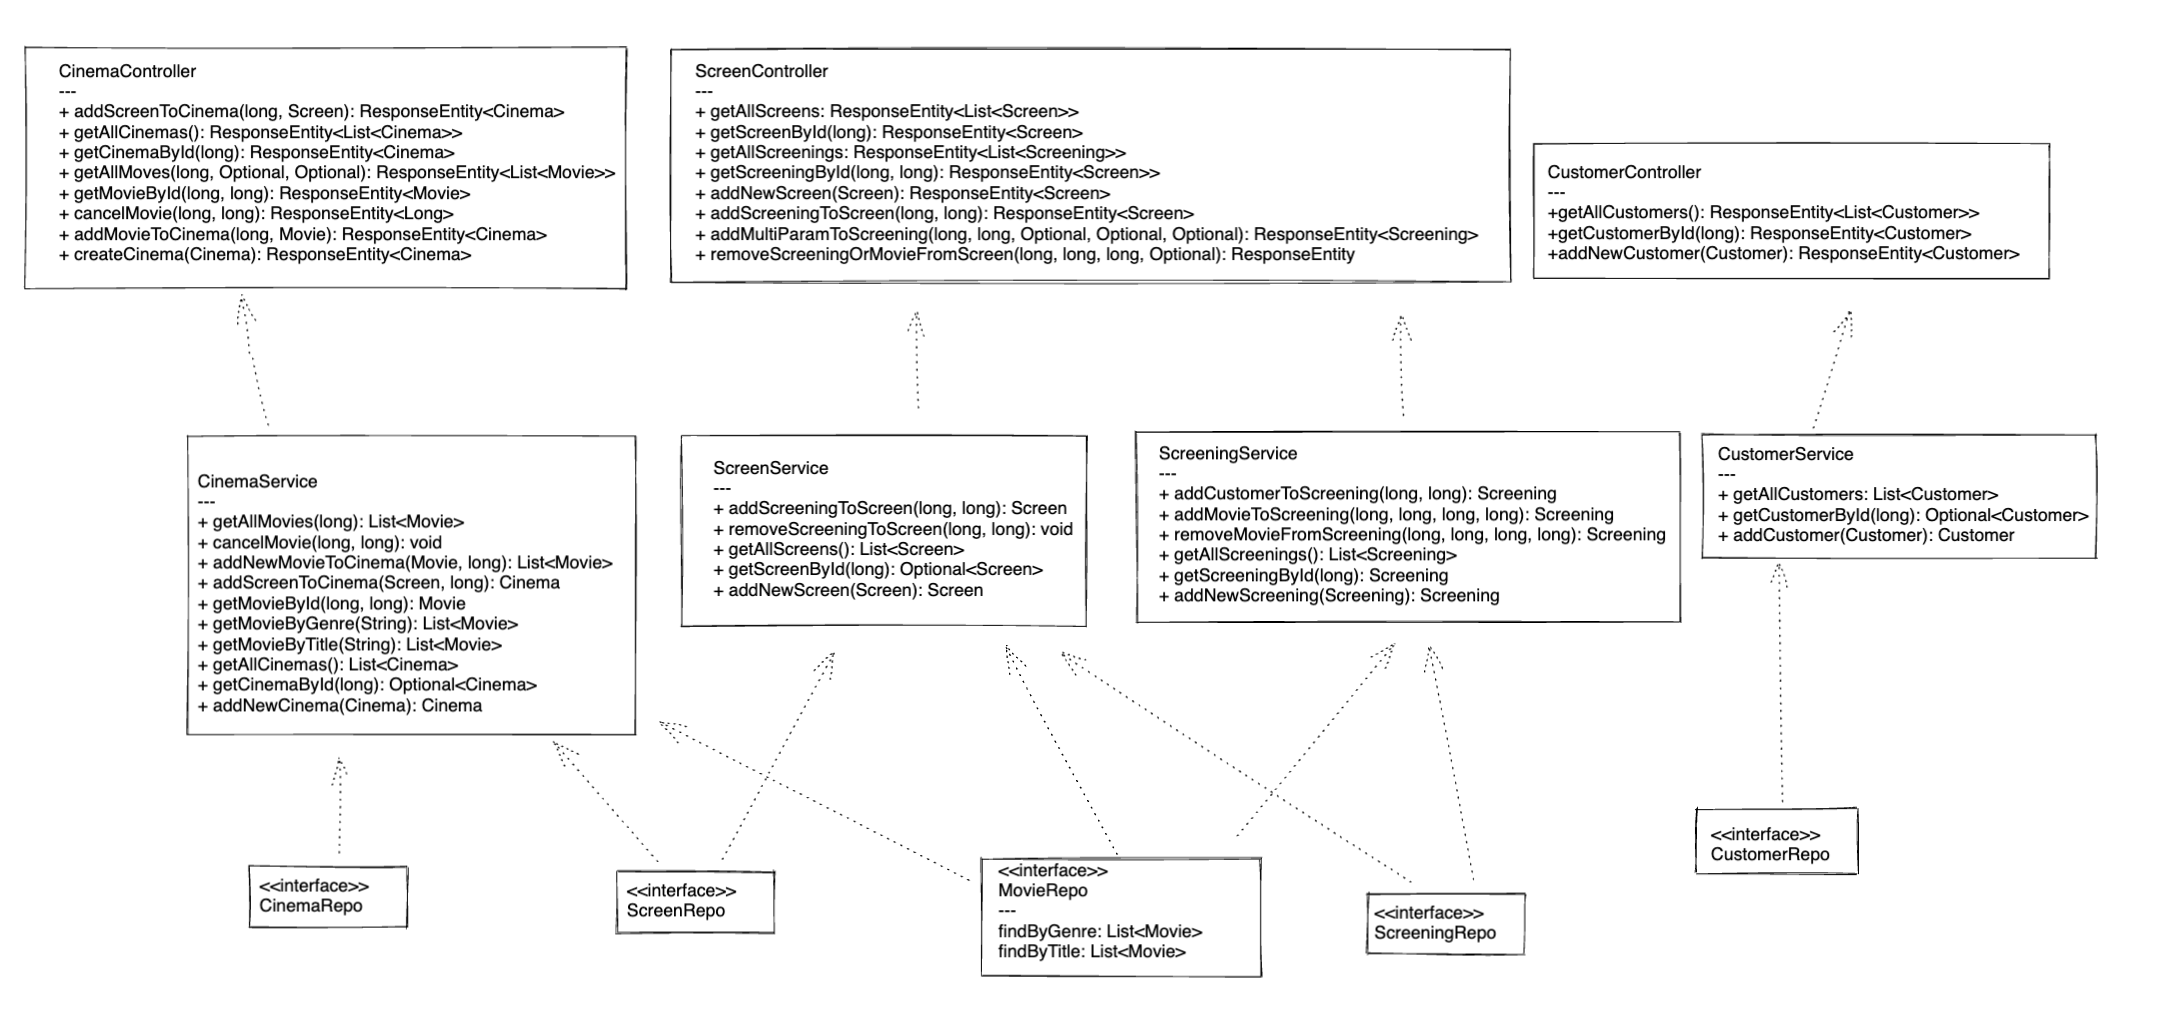 CinemaController
---
+ addScreenToCinema(long, Screen): ResponseEntity<Cinema>
+ getAllCinemas(): ResponseEntity<List<Cinema>>
+ getCinemaById(long): ResponseEntity<Cinema>
+ getAllMoves(long, Optional, Optional): ResponseEntity<List<Movie>>
+ getMovieById(long, long): ResponseEntity<Movie>
+ cancelMovie(long, long): ResponseEntity<Long>
+ addMovieToCinema(long, Movie): ResponseEntity<Cinema>
+ createCinema(Cinema): ResponseEntity<Cinema>
ScreenController
---
+ getAllScreens: ResponseEntity<List<Screen>>
+ getScreenById(long): ResponseEntity<Screen>
+ getAllScreenings: ResponseEntity<List<Screening>>
+ getScreeningById(long, long): ResponseEntity<Screen>>
+ addNewScreen(Screen): ResponseEntity<Screen>
+ addScreeningToScreen(long, long): ResponseEntity<Screen>
+ addMultiParamToScreening(long, long, Optional, Optional, Optional): ResponseEntity<Screening>
+ removeScreeningOrMovieFromScreen(long, long, long, Optional): ResponseEntity
CustomerController
---
+getAllCustomers(): ResponseEntity<List<Customer>>
+getCustomerById(long): ResponseEntity<Customer>
+addNewCustomer(Customer): ResponseEntity<Customer>
CinemaService
---
+ getAllMovies(long): List<Movie>
+ cancelMovie(long, long): void
+ addNewMovieToCinema(Movie, long): List<Movie>
+ addScreenToCinema(Screen, long): Cinema
+ getMovieById(long, long): Movie
+ getMovieByGenre(String): List<Movie>
+ getMovieByTitle(String): List<Movie>
+ getAllCinemas(): List<Cinema>
+ getCinemaById(long): Optional<Cinema>
+ addNewCinema(Cinema): Cinema
ScreenService
---
+ addScreeningToScreen(long, long): Screen
+ removeScreeningToScreen(long, long): void
+ getAllScreens(): List<Screen>
+ getScreenById(long): Optional<Screen>
+ addNewScreen(Screen): Screen
ScreeningService
---
+ addCustomerToScreening(long, long): Screening
+ addMovieToScreening(long, long, long, long): Screening
+ removeMovieFromScreening(long, long, long, long): Screening
+ getAllScreenings(): List<Screening>
+ getScreeningById(long): Screening
+ addNewScreening(Screening): Screening
CustomerService
---
+ getAllCustomers: List<Customer>
+ getCustomerById(long): Optional<Customer>
+ addCustomer(Customer): Customer
<<interface>>
CinemaRepo
<<interface>>
ScreenRepo
<<interface>>
MovieRepo
---
findByGenre: List<Movie>
findByTitle: List<Movie>
<<interface>>
ScreeningRepo
<<interface>>
CustomerRepo